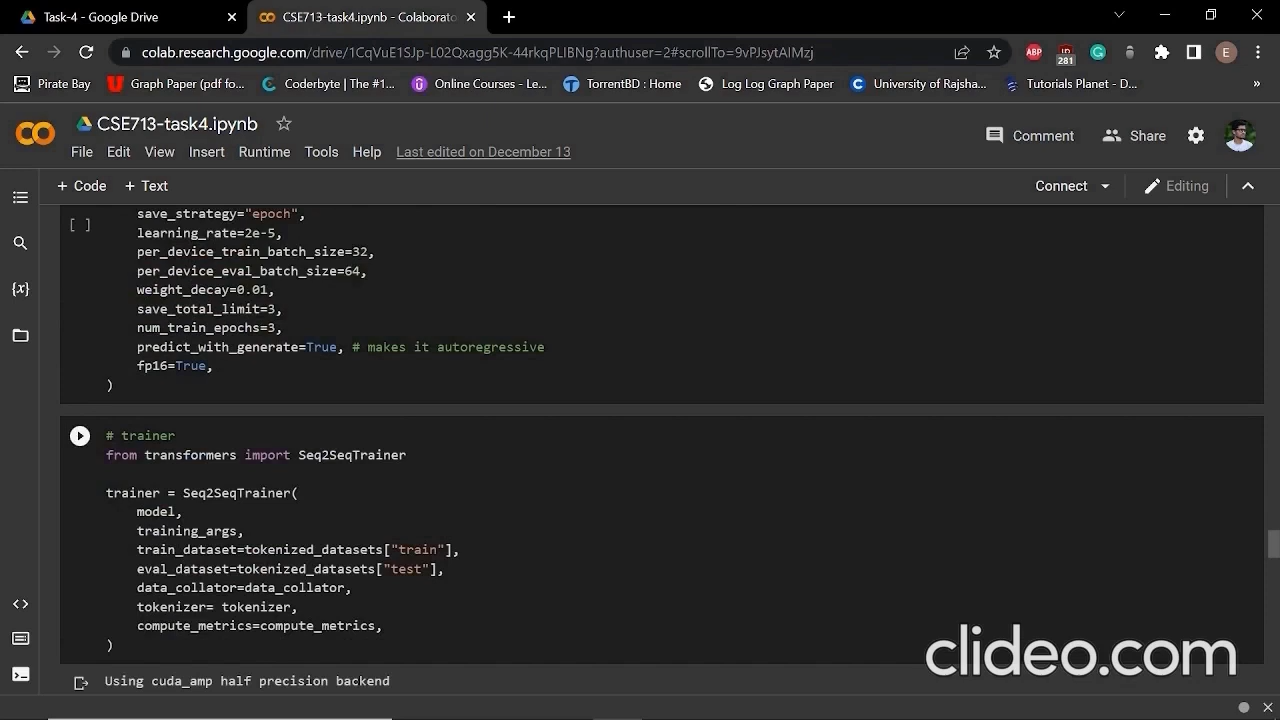 Task-4 - Google Drive
CSE713-task4.ipynb - Colaborato
colab.research.google.com/drive/1CqVuE1SJp-L02Qxagg5K-44rkqPLIBNg?authuser=2#scrollTo=9vPJsytAlMzj
ABP
281
E
Pirate Bay
Graph Paper (pdf fo...
Coderbyte | The #1...
Online Courses - Le...
TorrentBD : Home
Log Log Graph Paper
University of Rajsha...
Tutorials Planet - D...
»
CSE713-task4.ipynb
Comment
Share
File Edit View Insert Runtime Tools Help Last edited on December 13
+ Code + Text
Connect
Editing
[ ]
save_strategy="epoch",
learning_rate=2e-5,
per_device_train_batch_size=32,
per_device_eval_batch_size=64,
weight_decay=0.01,
save_total_limit=3,
num_train_epochs=3,
predict_with_generate=True, # makes it autoregressive
fp16=True,
)
# trainer
from transformers import Seq2SeqTrainer
trainer = Seq2SeqTrainer(
model,
training_args,
train_dataset=tokenized_datasets["train"],
eval_dataset=tokenized_datasets["test"],
data_collator=data_collator,
tokenizer= tokenizer,
compute_metrics=compute_metrics,
)
Using cuda_amp half precision backend
clideo.com